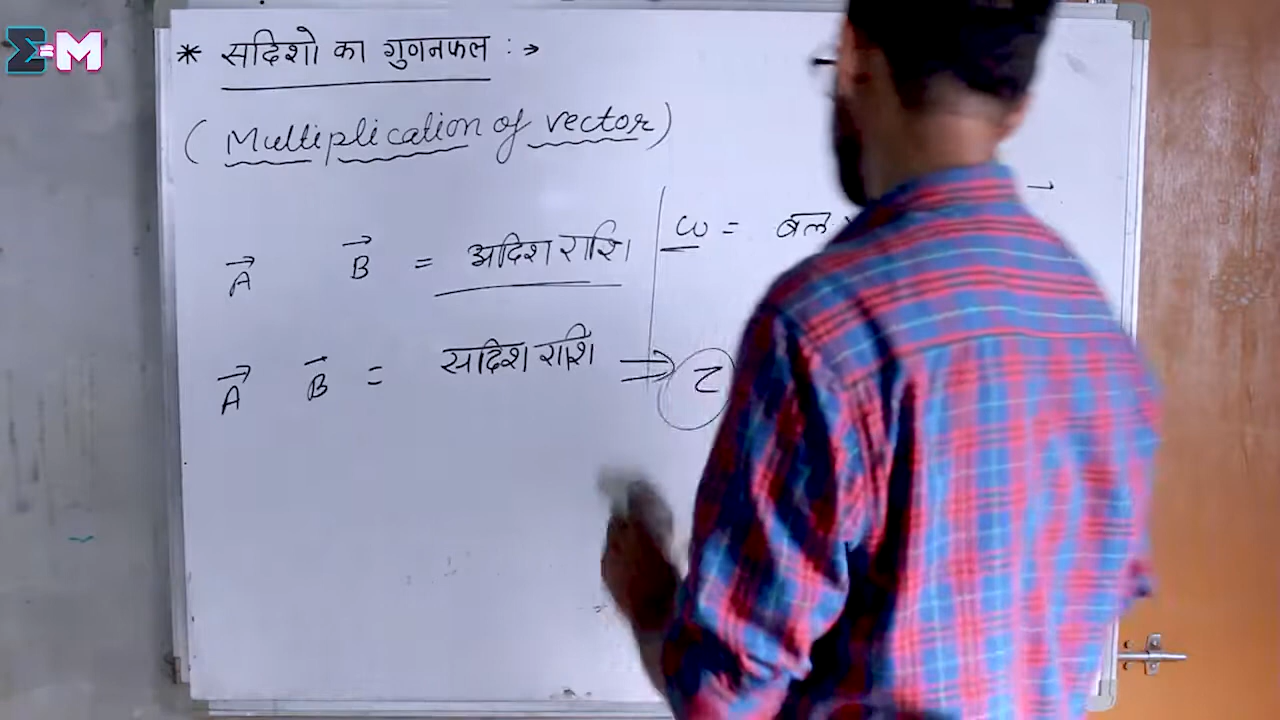 Σ=M
* सदिशो का गुणनफल :→
(Multiplication of vector)
A⃗ B⃗ = अदिश राशि
ω = बल
A⃗ B⃗ = सदिश राशि ⇒ τ